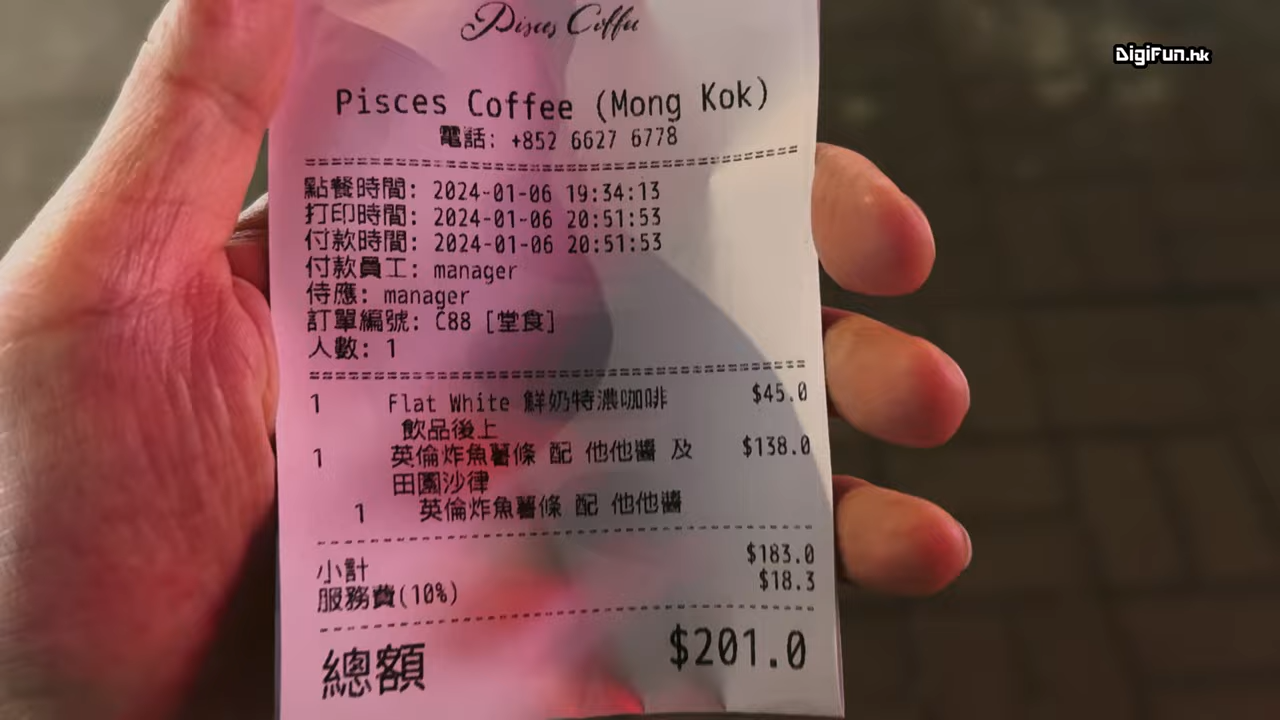 Pisces Coffee
DigiFun.hk
Pisces Coffee (Mong Kok)
電話: +852 6627 6778
點餐時間: 2024-01-06 19:34:13
打印時間: 2024-01-06 20:51:53
付款時間: 2024-01-06 20:51:53
付款員工: manager
侍應: manager
訂單編號: C88 [堂食]
人數: 1
1 Flat White 鮮奶特濃咖啡 $45.0
飲品後上
1 英倫炸魚薯條 配 他他醬 及 $138.0
田園沙律
1 英倫炸魚薯條 配 他他醬
小計 $183.0
服務費(10%) $18.3
總額 $201.0